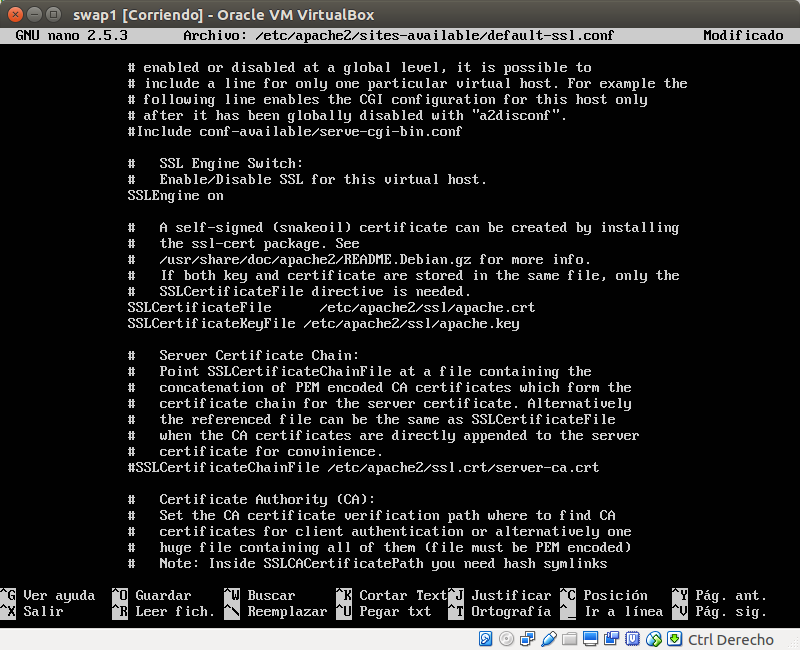 swap1 [Corriendo] - Oracle VM VirtualBox
GNU nano 2.5.3 Archivo: /etc/apache2/sites-available/default-ssl.conf Modificado
# enabled or disabled at a global level, it is possible to
# include a line for only one particular virtual host. For example the
# following line enables the CGI configuration for this host only
# after it has been globally disabled with "a2disconf".
#Include conf-available/serve-cgi-bin.conf
#   SSL Engine Switch:
#   Enable/Disable SSL for this virtual host.
SSLEngine on
#   A self-signed (snakeoil) certificate can be created by installing
#   the ssl-cert package. See
#   /usr/share/doc/apache2/README.Debian.gz for more info.
#   If both key and certificate are stored in the same file, only the
#   SSLCertificateFile directive is needed.
SSLCertificateFile      /etc/apache2/ssl/apache.crt
SSLCertificateKeyFile /etc/apache2/ssl/apache.key
#   Server Certificate Chain:
#   Point SSLCertificateChainFile at a file containing the
#   concatenation of PEM encoded CA certificates which form the
#   certificate chain for the server certificate. Alternatively
#   the referenced file can be the same as SSLCertificateFile
#   when the CA certificates are directly appended to the server
#   certificate for convinience.
#SSLCertificateChainFile /etc/apache2/ssl.crt/server-ca.crt
#   Certificate Authority (CA):
#   Set the CA certificate verification path where to find CA
#   certificates for client authentication or alternatively one
#   huge file containing all of them (file must be PEM encoded)
#   Note: Inside SSLCACertificatePath you need hash symlinks
^G Ver ayuda ^O Guardar ^W Buscar ^K Cortar Text ^J Justificar ^C Posición ^Y Pág. ant.
^X Salir ^R Leer fich. ^\ Reemplazar ^U Pegar txt ^T Ortografía ^_ Ir a línea ^V Pág. sig.
Ctrl Derecho